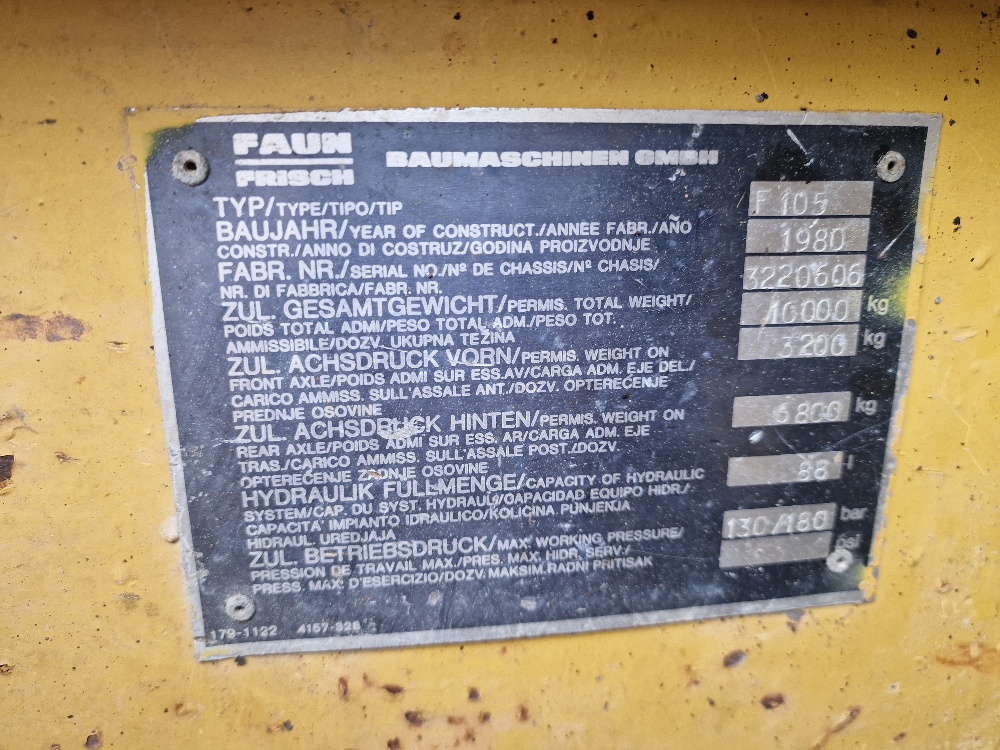 FAUN
FRISCH
BAUMASCHINEN GMBH
TYP/TYPE/TIPO/TIP F 105
BAUJAHR/YEAR OF CONSTRUCT./ANNÉE FABR./AÑO 1980
CONSTR./ANNO DI COSTRUZ/GODINA PROIZVODNJE
FABR. NR./SERIAL NO./Nº DE CHASSIS/Nº CHASIS/ 3220606
NR. DI FABBRICA/FABR. NR.
ZUL. GESAMTGEWICHT/PERMIS. TOTAL WEIGHT/ 10000 kg
POIDS TOTAL ADMI/PESO TOTAL ADM./PESO TOT.
AMMISSIBILE/DOZV. UKUPNA TEZINA 3200 kg
ZUL. ACHSDRUCK VORN/PERMIS. WEIGHT ON
FRONT AXLE/POIDS ADMI SUR ESS.AV/CARGA ADM. EJE DEL./
CARICO AMMISS. SULL'ASSALE ANT./DOZV. OPTEREĆENJE
PREDNJE OSOVINE
ZUL. ACHSDRUCK HINTEN/PERMIS. WEIGHT ON 6800 kg
REAR AXLE/POIDS ADMI SUR ESS. AR/CARGA ADM. EJE
TRAS./CARICO AMMISS. SULL'ASSALE POST./DOZV.
OPTEREĆENJE ZADNJE OSOVINE
HYDRAULIK FÜLLMENGE/CAPACITY OF HYDRAULIC 88 l
SYSTEM/CAP. DU SYST. HYDRAUL/CAPACIDAD EQUIPO HIDR./
CAPACITA' IMPIANTO IDRAULICO/KOLICINA PUNJENJA
HIDRAUL. UREDJAJA
ZUL. BETRIEBSDRUCK/MAX. WORKING PRESSURE/ 130/180 bar
PRESSION DE TRAVAIL MAX./PRES. MAX. HIDR. SERV./ psi
PRESS. MAX. D'ESERCIZIO/DOZV. MAKSIM. RADNI PRITISAK
179-1122 4157-328